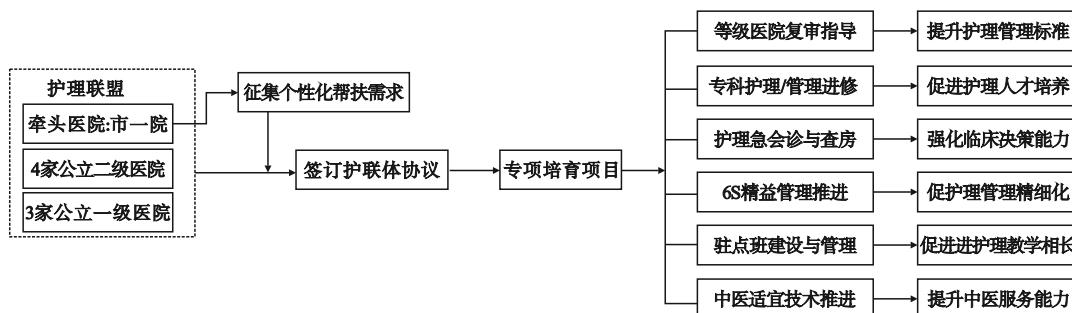 护理联盟
牵头医院:市一院
4家公立二级医院
3家公立一级医院
征集个性化帮扶需求
签订护联体协议
专项培育项目
等级医院复审指导
提升护理管理标准
专科护理/管理进修
促进护理人才培养
护理急会诊与查房
强化临床决策能力
6S精益管理推进
促护理管理精细化
驻点班建设与管理
促进进护理教学相长
中医适宜技术推进
提升中医服务能力